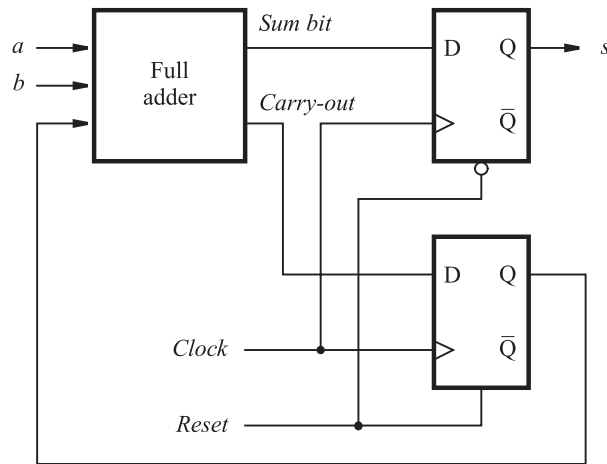 Sum bit
a
b
Full
adder
Carry-out
D Q
Q̅
s
D Q
Q̅
Clock
Reset